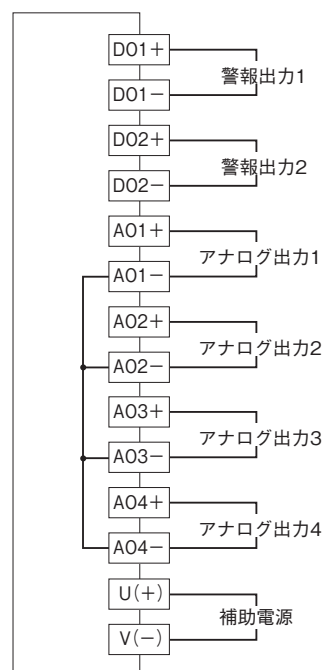 DO1+
警報出力1
DO1−
DO2+
警報出力2
DO2−
AO1+
アナログ出力1
AO1−
AO2+
アナログ出力2
AO2−
AO3+
アナログ出力3
AO3−
AO4+
アナログ出力4
AO4−
U(+)
補助電源
V(−)